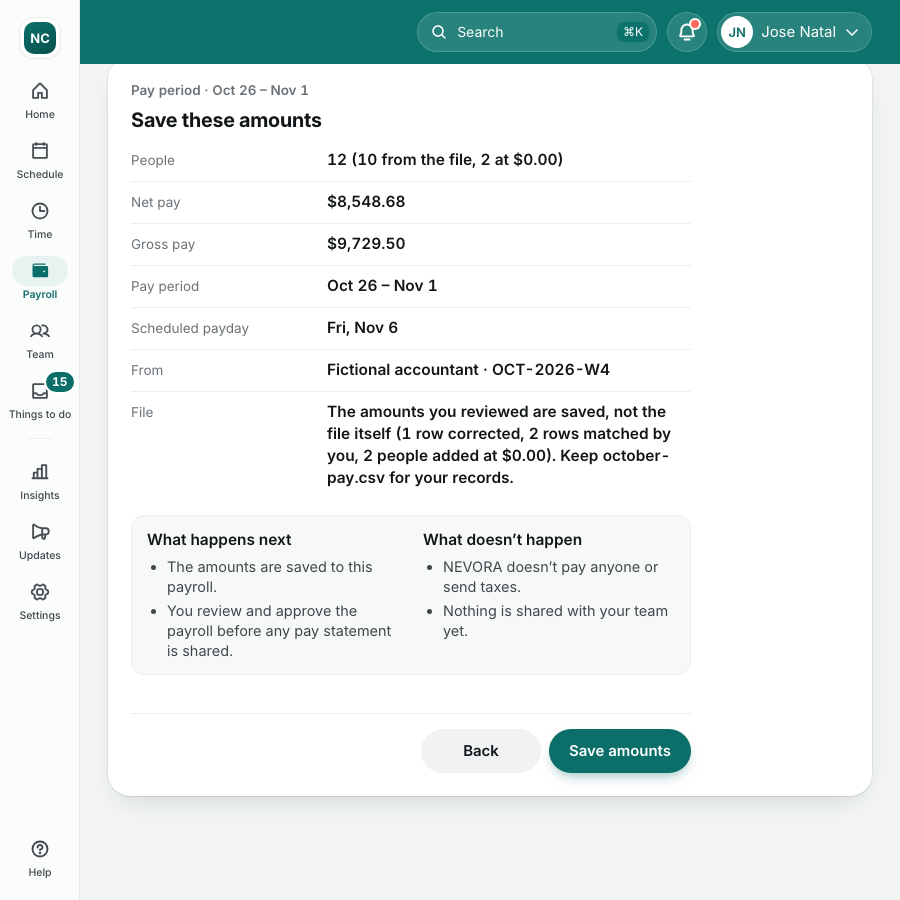 NC
Search
⌘K
JN
Jose Natal
Home
Schedule
Time
Payroll
Team
15
Things to do
Insights
Updates
Settings
Help
Pay period · Oct 26 – Nov 1
Save these amounts
People
12 (10 from the file, 2 at $0.00)
Net pay
$8,548.68
Gross pay
$9,729.50
Pay period
Oct 26 – Nov 1
Scheduled payday
Fri, Nov 6
From
Fictional accountant · OCT-2026-W4
File
The amounts you reviewed are saved, not the
file itself (1 row corrected, 2 rows matched by
you, 2 people added at $0.00). Keep october-
pay.csv for your records.
What happens next
• The amounts are saved to this
payroll.
• You review and approve the
payroll before any pay statement
is shared.
What doesn’t happen
• NEVORA doesn’t pay anyone or
send taxes.
• Nothing is shared with your team
yet.
Back
Save amounts